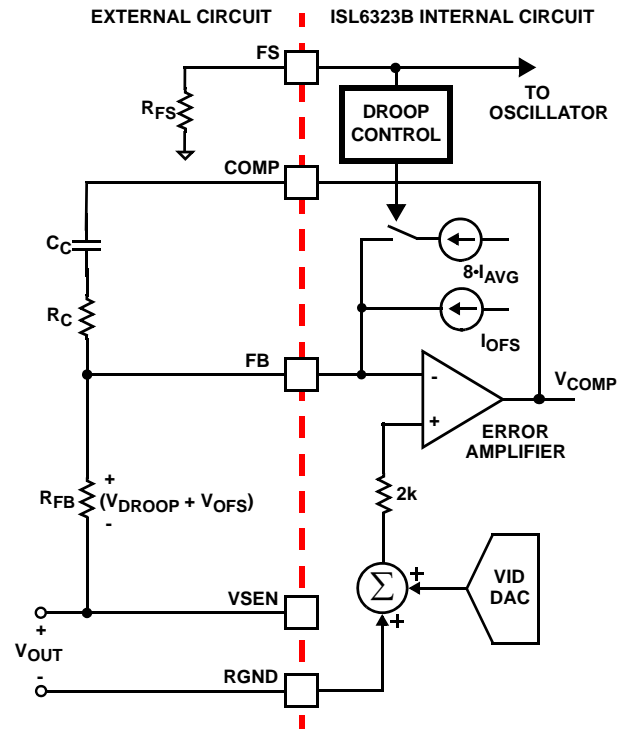 EXTERNAL CIRCUIT
ISL6323B INTERNAL CIRCUIT
FS
RFS
TO
OSCILLATOR
DROOP
CONTROL
COMP
CC
8•IAVG
RC
IOFS
FB
-
+
VCOMP
ERROR
AMPLIFIER
RFB
+
(VDROOP + VOFS)
-
2k
VID
DAC
Σ
+
+
VSEN
+
VOUT
-
RGND